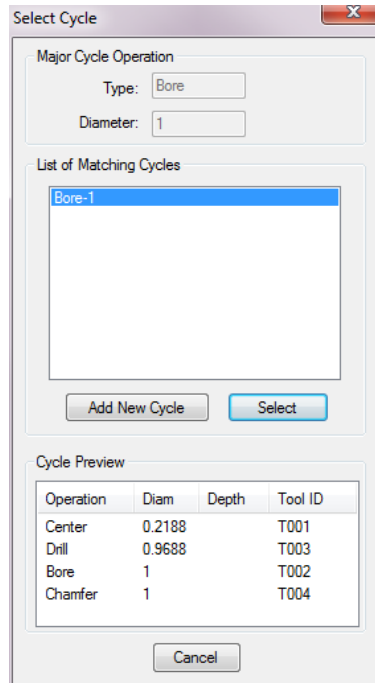 Select Cycle
Major Cycle Operation
Type: Bore
Diameter: 1
List of Matching Cycles
Bore-1
Add New Cycle Select
Cycle Preview
Operation Diam Depth Tool ID
Center 0.2188 T001
Drill 0.9688 T003
Bore 1 T002
Chamfer 1 T004
Cancel